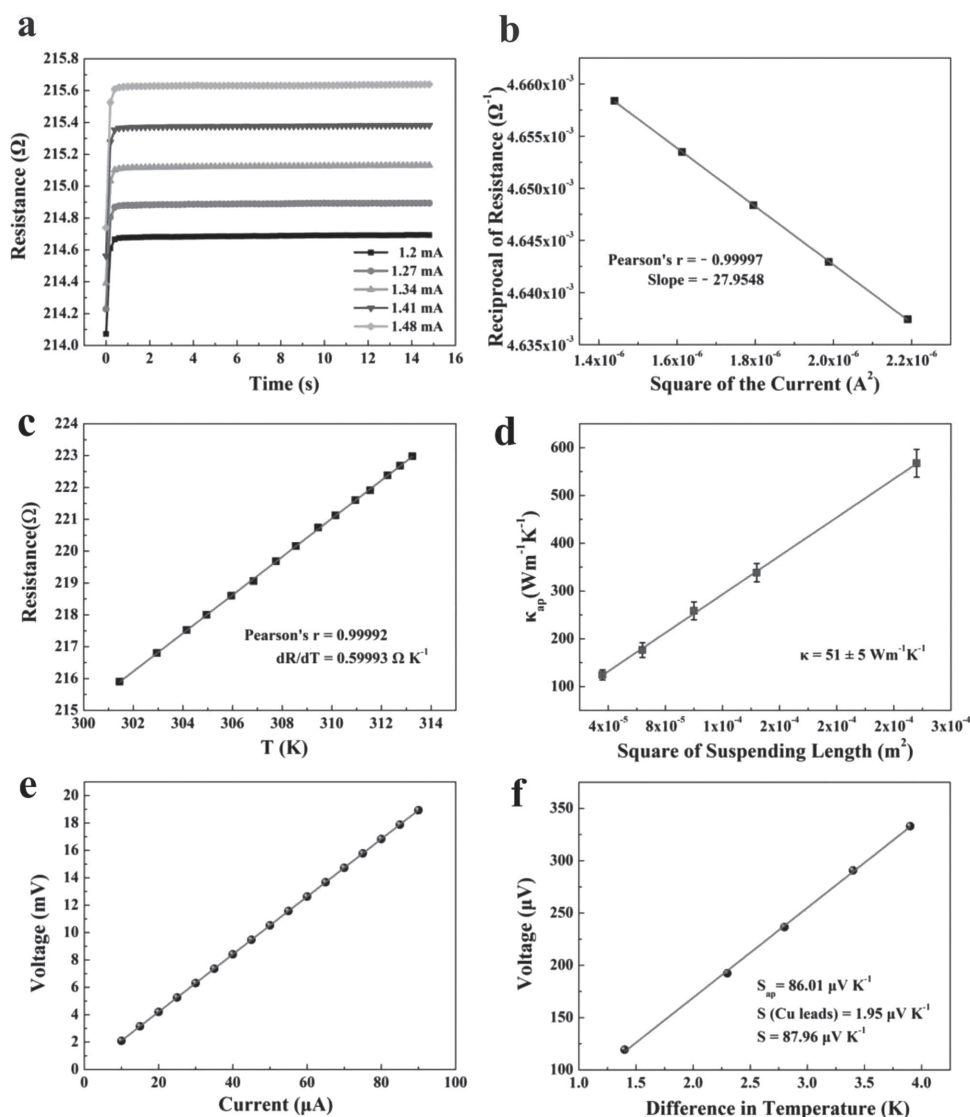 a
215.8
215.6
215.4
215.2
215.0
214.8
214.6
214.4
214.2
214.0
Resistance (Ω)
1.2 mA
1.27 mA
1.34 mA
1.41 mA
1.48 mA
0 2 4 6 8 10 12 14 16
Time (s)
b
4.660x10⁻³
4.655x10⁻³
4.650x10⁻³
4.645x10⁻³
4.640x10⁻³
4.635x10⁻³
Reciprocal of Resistance (Ω⁻¹)
Pearson's r = - 0.99997
Slope = - 27.9548
1.4x10⁻⁶ 1.6x10⁻⁶ 1.8x10⁻⁶ 2.0x10⁻⁶ 2.2x10⁻⁶
Square of the Current (A²)
c
223
222
221
220
219
218
217
216
215
Resistance(Ω)
Pearson's r = 0.99992
dR/dT = 0.59993 Ω K⁻¹
300 302 304 306 308 310 312 314
T (K)
d
600
500
400
300
200
100
κap(Wm⁻¹K⁻¹)
κ = 51 ± 5 Wm⁻¹K⁻¹
4x10⁻⁵ 8x10⁻⁵ 1x10⁻⁴ 2x10⁻⁴ 2x10⁻⁴ 2x10⁻⁴ 3x10⁻⁴
Square of Suspending Length (m²)
e
20
18
16
14
12
10
8
6
4
2
0
Voltage (mV)
0 20 40 60 80 100
Current (μA)
f
350
300
250
200
150
100
Voltage (μV)
Sap= 86.01 μV K⁻¹
S (Cu leads) = 1.95 μV K⁻¹
S = 87.96 μV K⁻¹
1.0 1.5 2.0 2.5 3.0 3.5 4.0
Difference in Temperature (K)